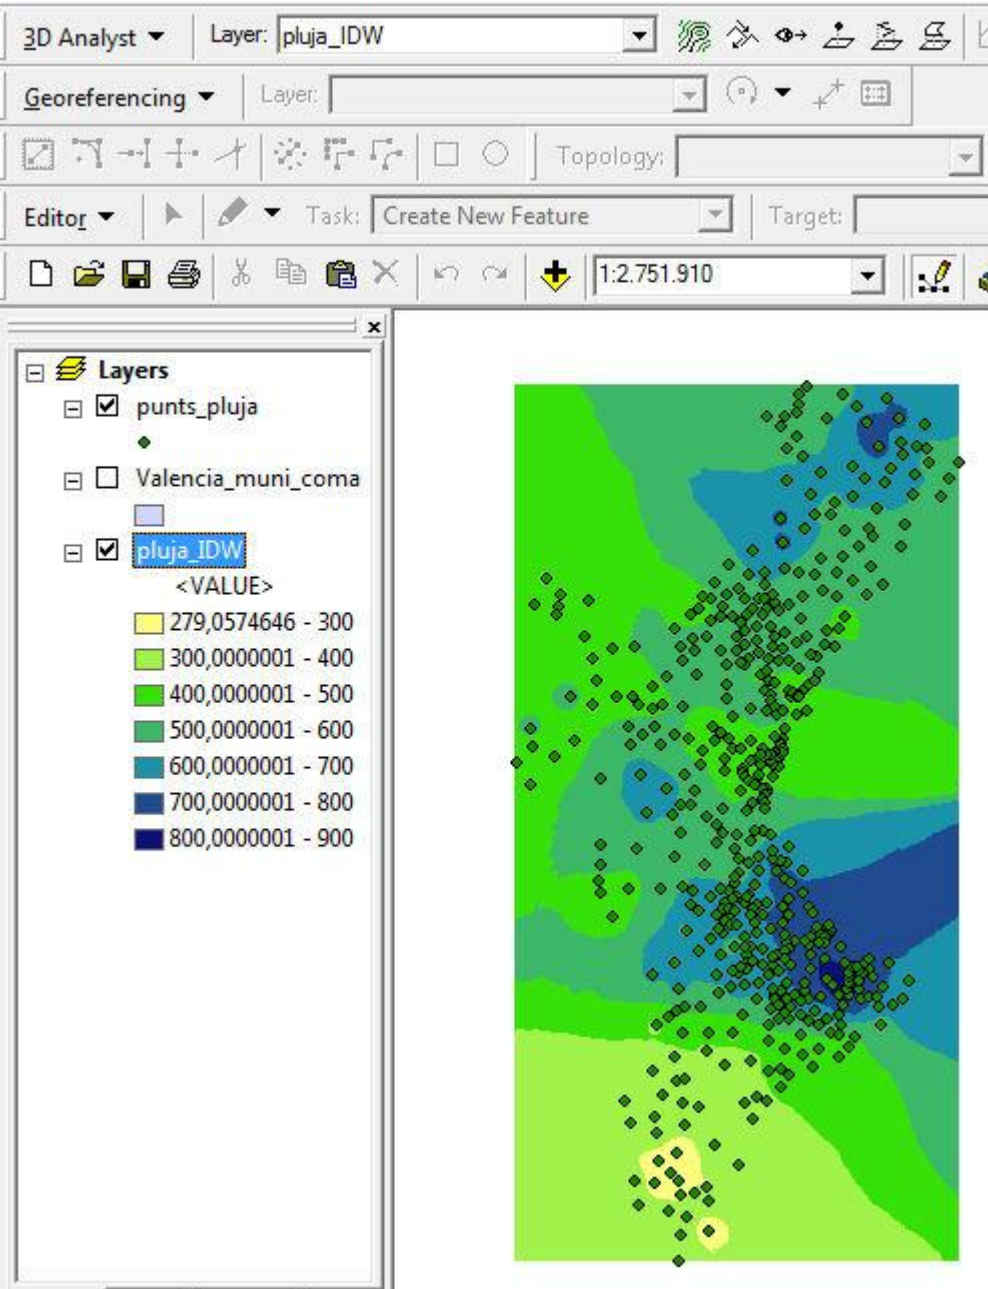 3D Analyst Layer: pluja_IDW
Georeferencing Layer:
Topology:
Editor Task: Create New Feature Target:
1:2.751.910
Layers
punts_pluja
Valencia_muni_coma
pluja_IDW
<VALUE>
279,0574646 - 300
300,0000001 - 400
400,0000001 - 500
500,0000001 - 600
600,0000001 - 700
700,0000001 - 800
800,0000001 - 900